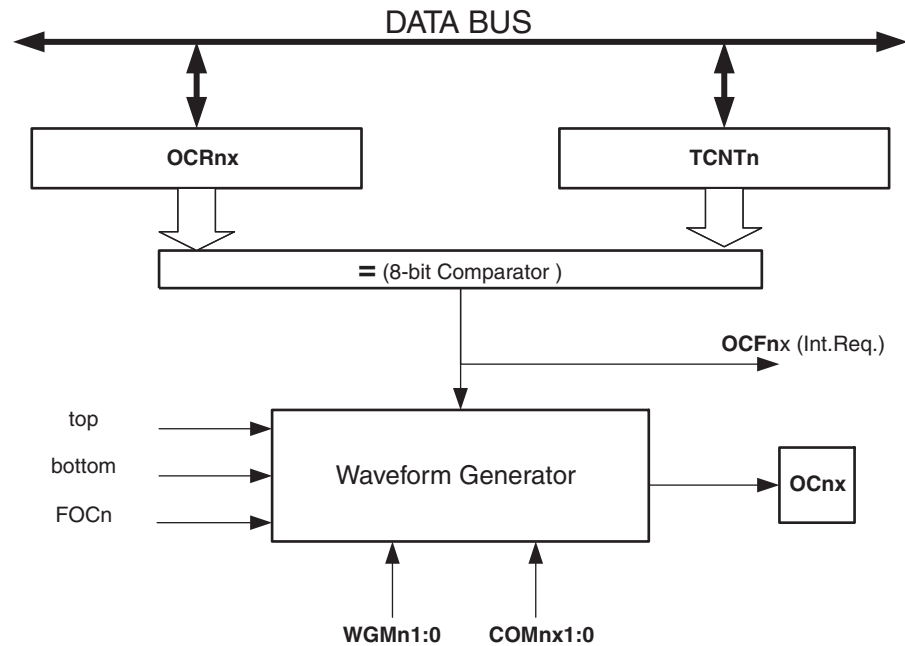 DATA BUS
OCRnx
TCNTn
= (8-bit Comparator )
OCFnx (Int.Req.)
top
bottom
FOCn
Waveform Generator
OCnx
WGMn1:0
COMnx1:0